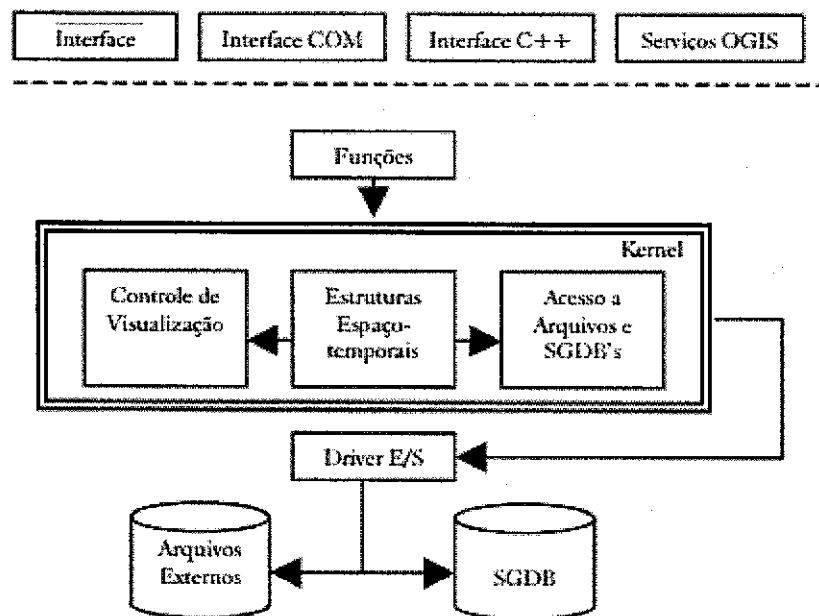 Interface
Interface COM
Interface C++
Serviços OGIS
Funções
Kernel
Controle de
Visualização
Estruturas
Espaço-
temporais
Acesso a
Arquivos e
SGDB's
Driver E/S
Arquivos
Externos
SGDB